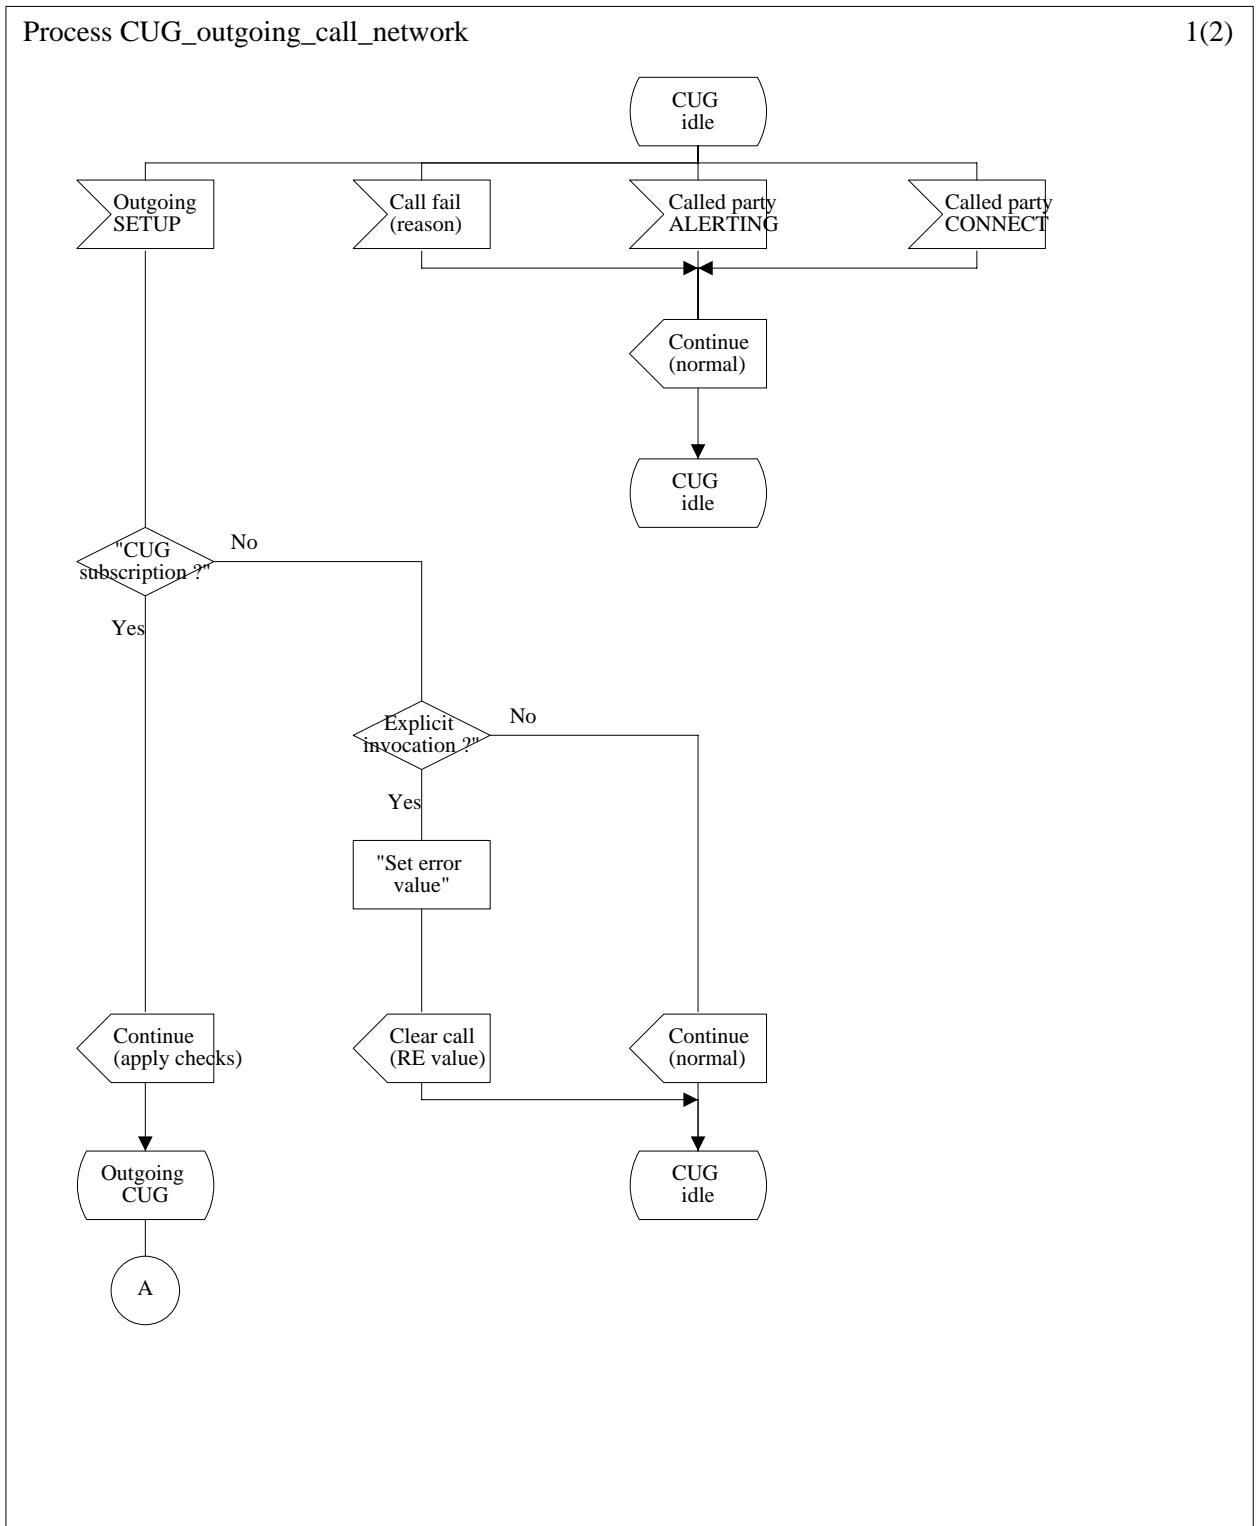 Process CUG_outgoing_call_network
1(2)
CUG
idle
Outgoing
SETUP
Call fail
(reason)
Called party
ALERTING
Called party
CONNECT
Continue
(normal)
CUG
idle
"CUG
subscription ?"
No
Yes
Explicit
invocation ?"
No
Yes
"Set error
value"
Continue
(apply checks)
Clear call
(RE value)
Continue
(normal)
Outgoing
CUG
CUG
idle
A